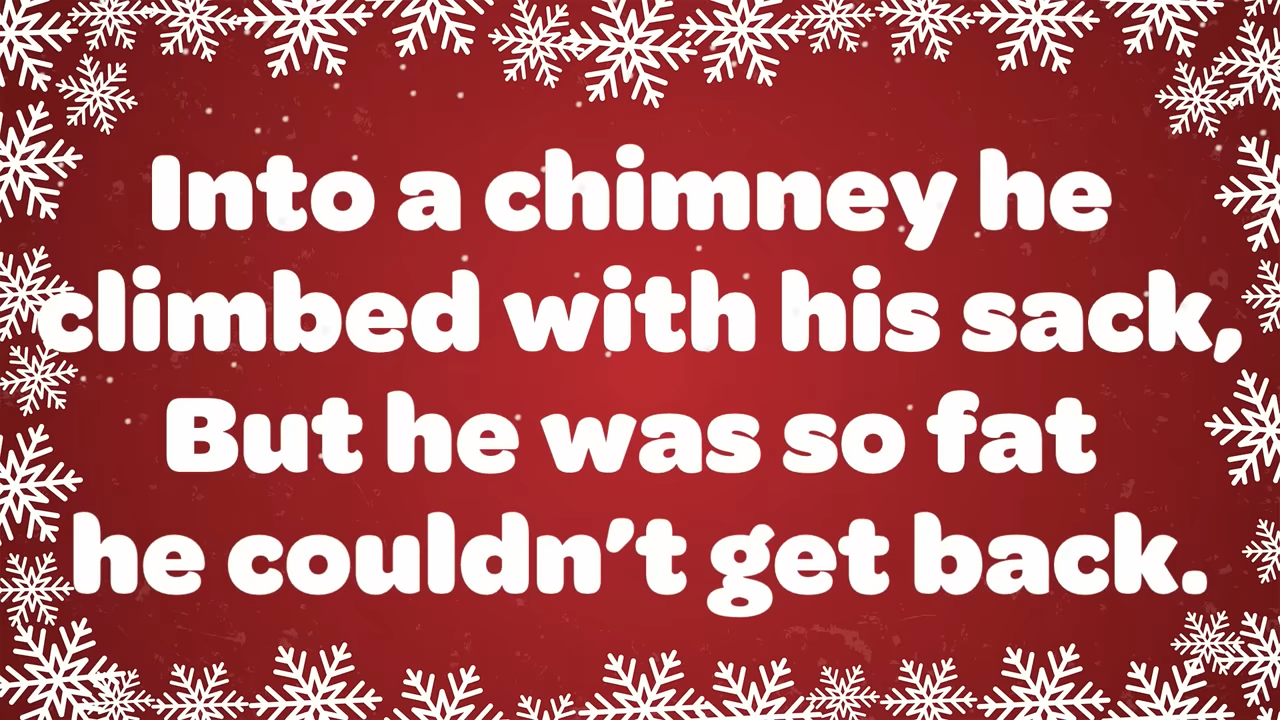 Into a chimney he
climbed with his sack,
But he was so fat
he couldn't get back.